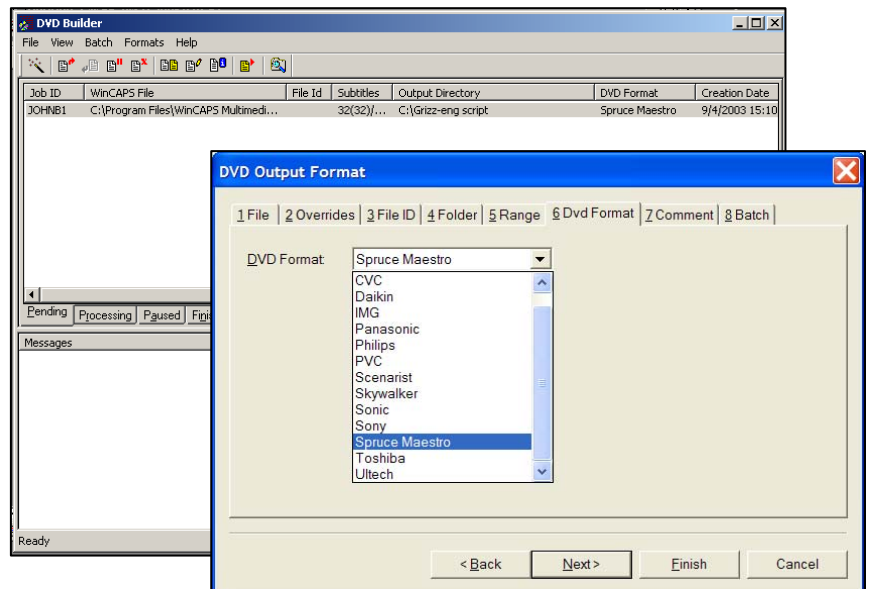 DVD Builder
File View Batch Formats Help
Job ID WinCAPS File File Id Subtitles Output Directory DVD Format Creation Date
JOHNB1 C:\Program Files\WinCAPS Multimedi... 32(32)/... C:\Grizz-eng script Spruce Maestro 9/4/2003 15:10
DVD Output Format
1 File 2 Overrides 3 File ID 4 Folder 5 Range 6 Dvd Format 7 Comment 8 Batch
DVD Format: Spruce Maestro
CVC
Daikin
IMG
Panasonic
Philips
PVC
Scenarist
Skywalker
Sonic
Sony
Spruce Maestro
Toshiba
Ultech
Pending Processing Paused
Messages
Ready
< Back Next > Finish Cancel